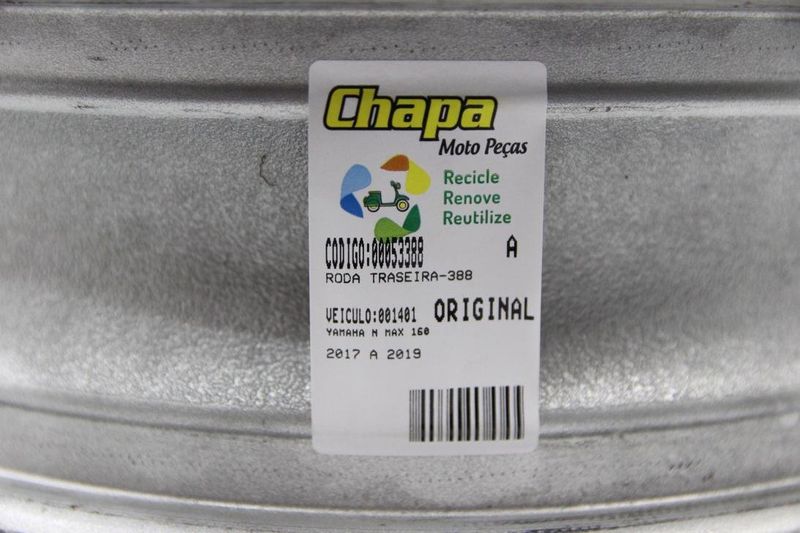 Chapa
Moto Peças
Recicle
Renove
Reutilize
CODIGO:00053388 A
RODA TRASEIRA-388
VEICULO:001401 ORIGINAL
YAMAHA N MAX 160
2017 A 2019